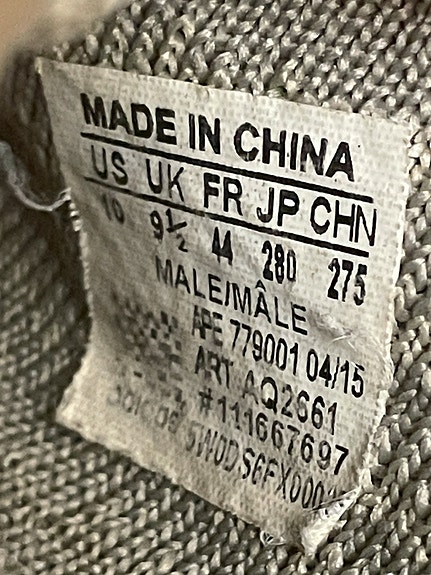 MADE IN CHINA
US UK FR JP CHN
10 9½ 44 280 275
MALE/MÂLE
APE 779001 04/15
ART AQ2661
#111667697